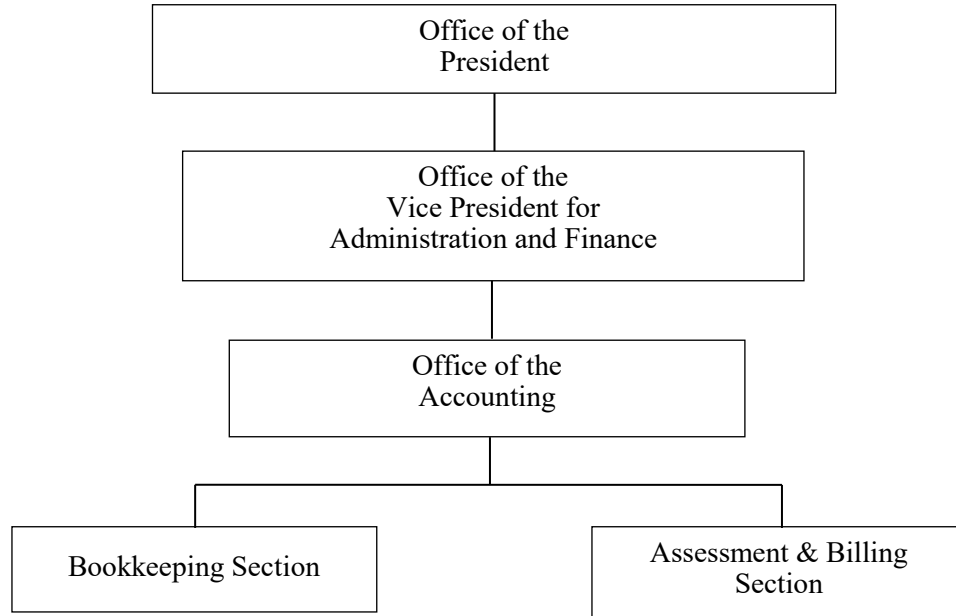 Office of the
President
Office of the
Vice President for
Administration and Finance
Office of the
Accounting
Bookkeeping Section
Assessment & Billing
Section